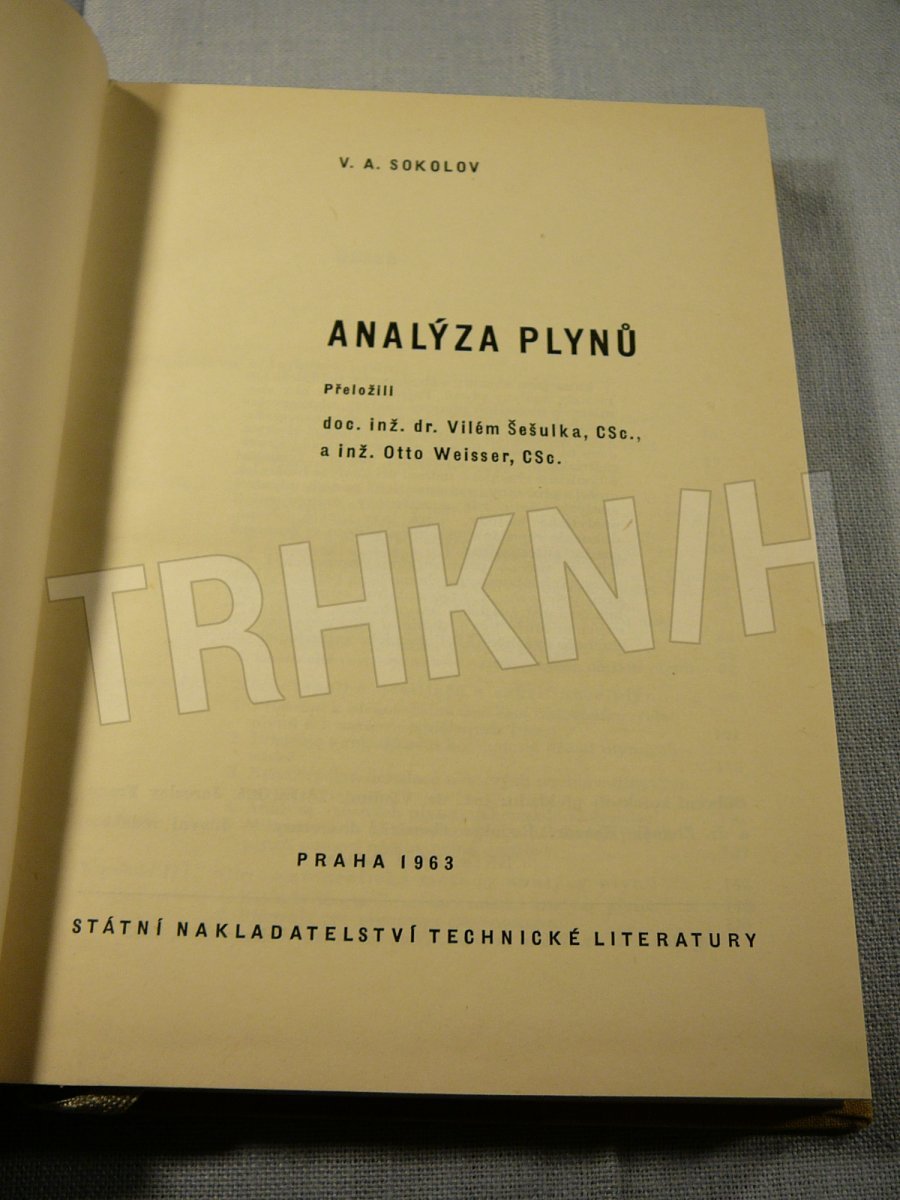 V. A. SOKOLOV
ANALÝZA PLYNŮ
Přeložili
doc. inž. dr. Vilém Šešulka, CSc.,
a inž. Otto Weisser, CSc.
TRHKNIH
PRAHA 1963
STÁTNÍ NAKLADATELSTVÍ TECHNICKÉ LITERATURY